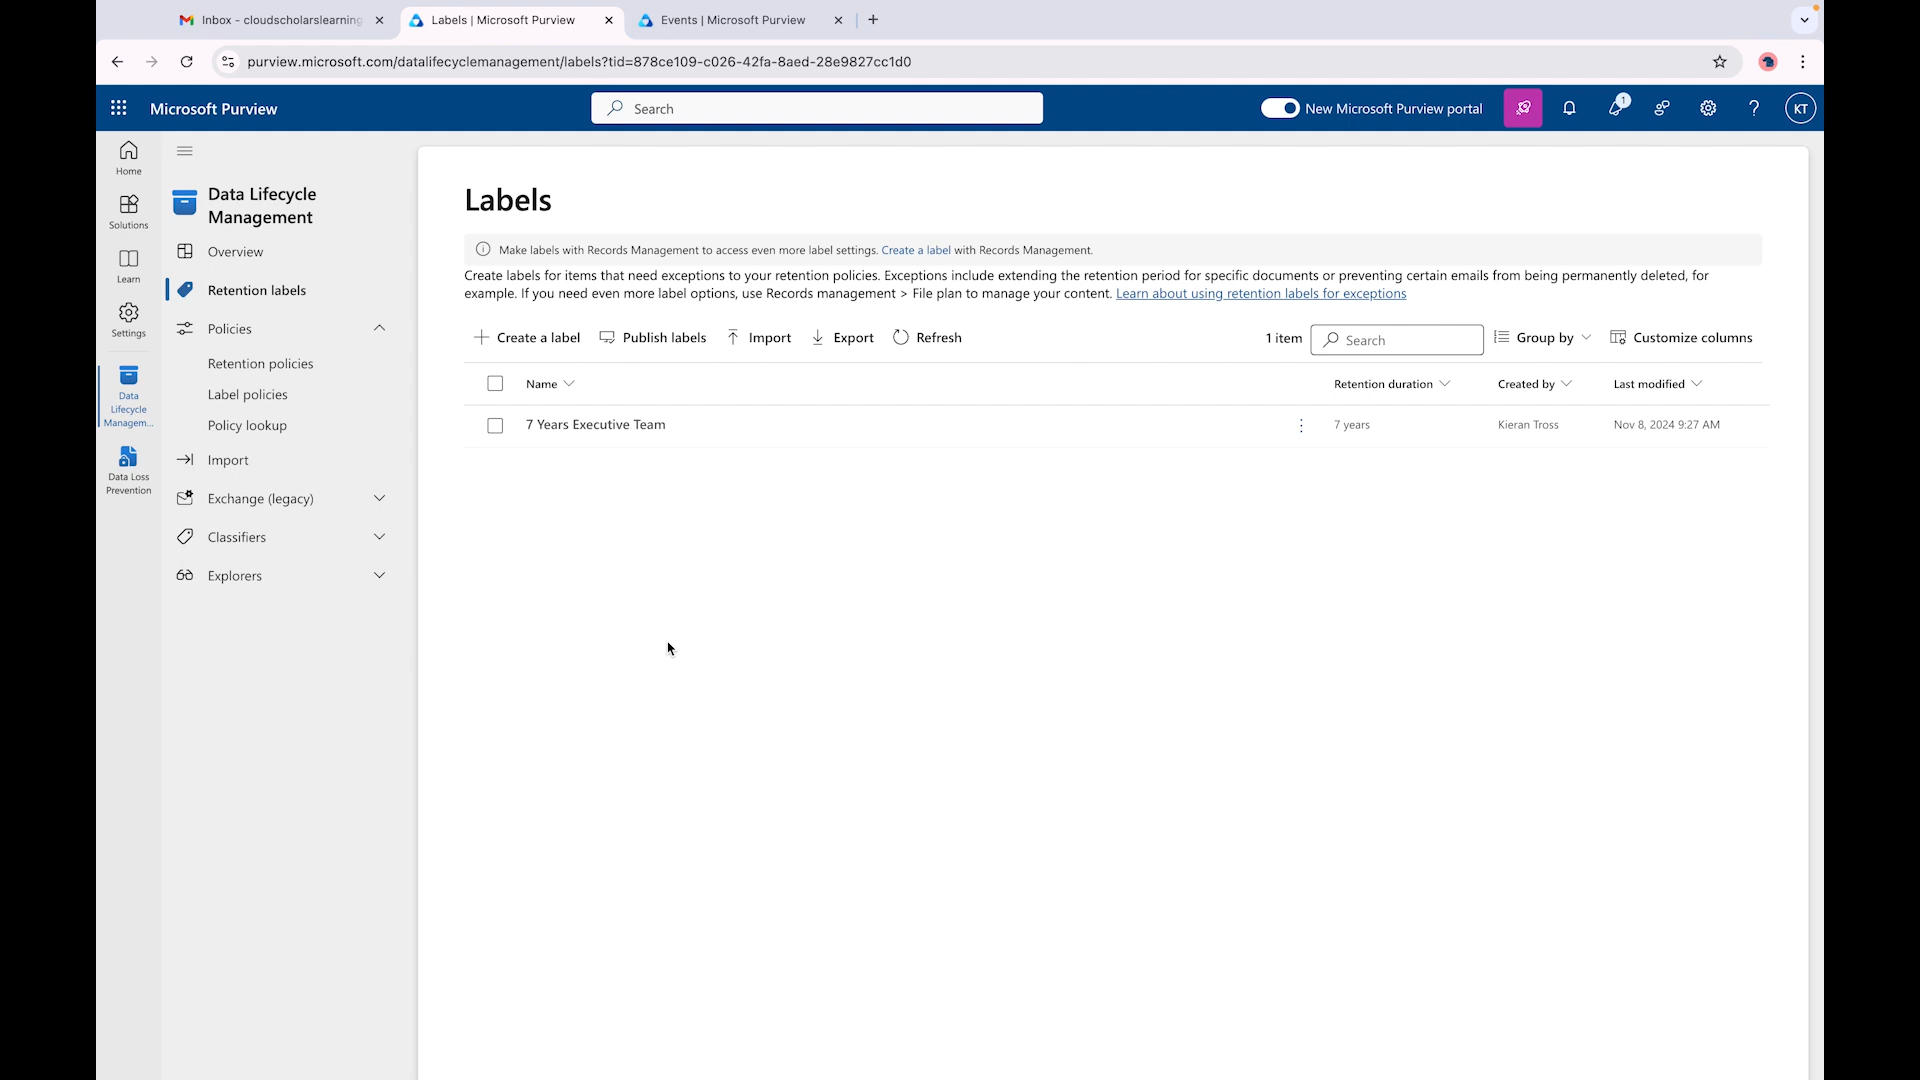 Inbox - cloudscholarslearning
Labels | Microsoft Purview
Events | Microsoft Purview
purview.microsoft.com/datalifecyclemanagement/labels?tid=878ce109-c026-42fa-8aed-28e9827cc1d0
Microsoft Purview
Search
New Microsoft Purview portal
1
KT
Home
Solutions
Learn
Settings
Data
Lifecycle
Managem...
Data Loss
Prevention
Data Lifecycle
Management
Overview
Retention labels
Policies
Retention policies
Label policies
Policy lookup
Import
Exchange (legacy)
Classifiers
Explorers
Labels
Make labels with Records Management to access even more label settings. Create a label with Records Management.
Create labels for items that need exceptions to your retention policies. Exceptions include extending the retention period for specific documents or preventing certain emails from being permanently deleted, for
example. If you need even more label options, use Records management > File plan to manage your content. Learn about using retention labels for exceptions
Create a label
Publish labels
Import
Export
Refresh
1 item
Search
Group by
Customize columns
Name
Retention duration
Created by
Last modified
7 Years Executive Team
7 years
Kieran Tross
Nov 8, 2024 9:27 AM